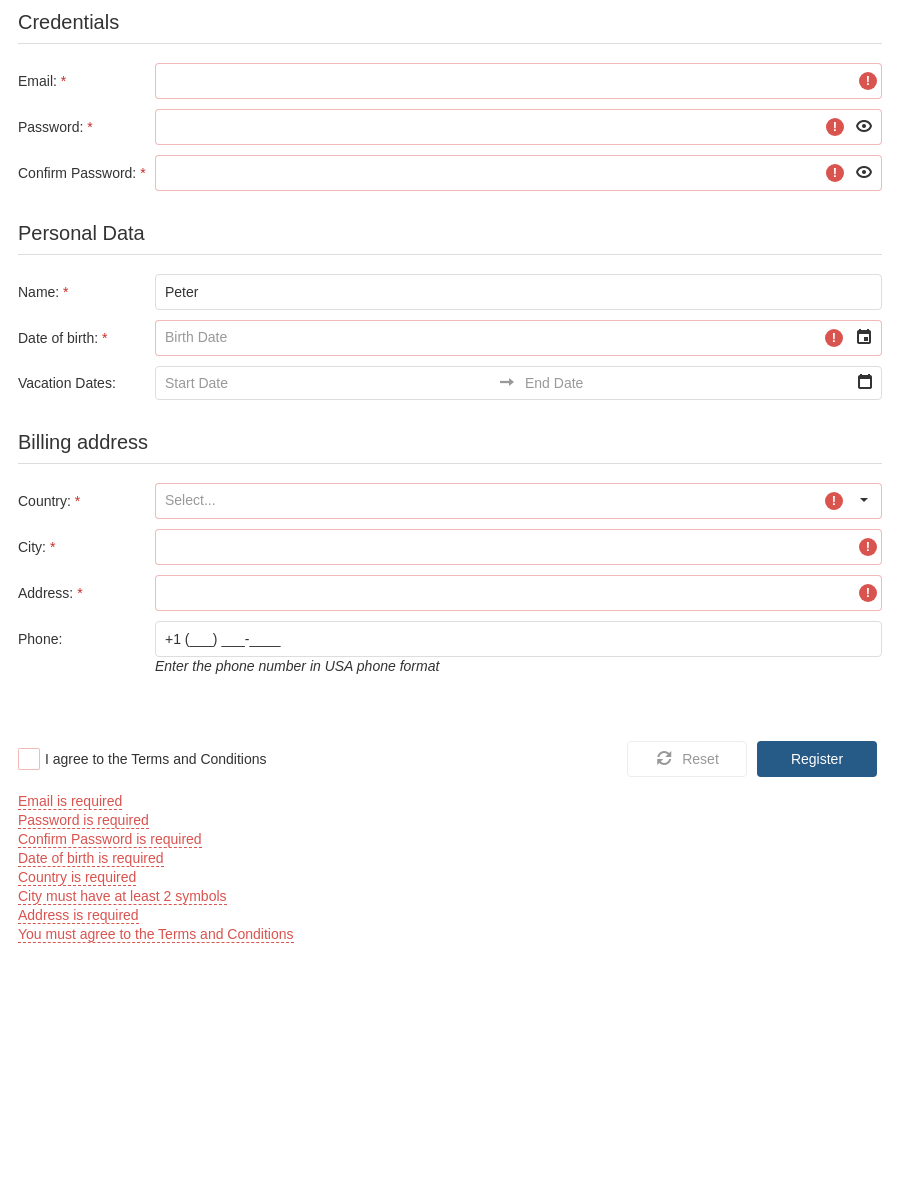 Credentials
Email: *
Password: *
Confirm Password: *
Personal Data
Name: * Peter
Date of birth: * Birth Date
Vacation Dates: Start Date End Date
Billing address
Country: * Select...
City: *
Address: *
Phone: +1 (___) ___-____
Enter the phone number in USA phone format
I agree to the Terms and Conditions Reset Register
Email is required
Password is required
Confirm Password is required
Date of birth is required
Country is required
City must have at least 2 symbols
Address is required
You must agree to the Terms and Conditions